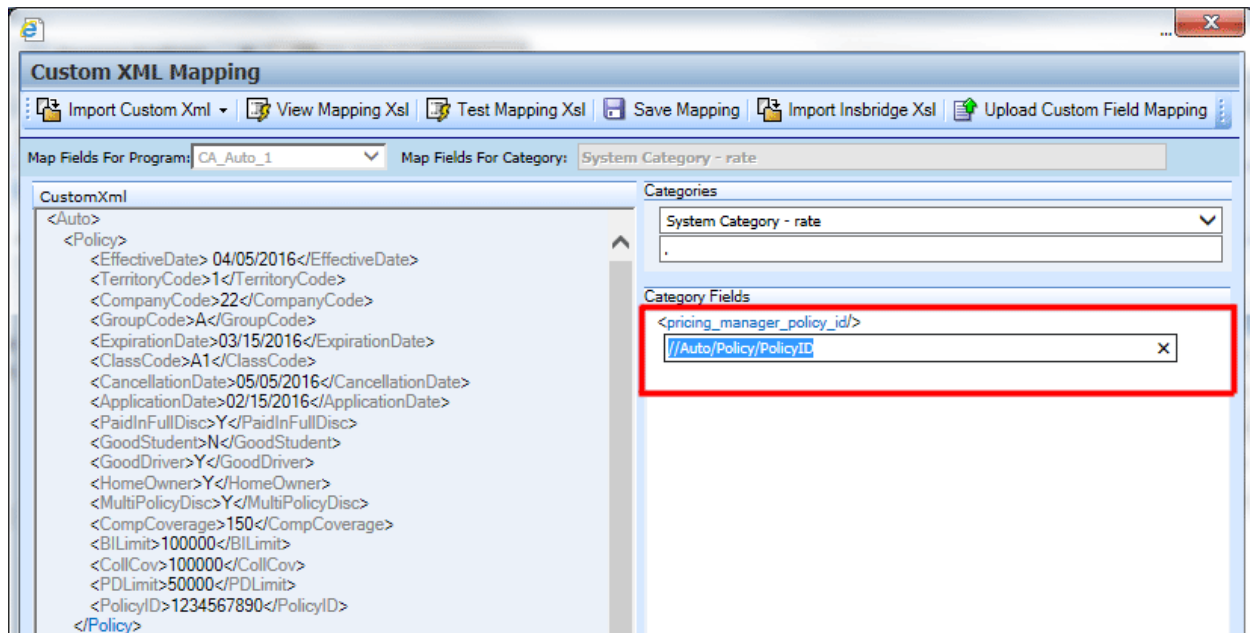 ...
Custom XML Mapping
Import Custom Xml View Mapping Xsl Test Mapping Xsl Save Mapping Import Insbridge Xsl Upload Custom Field Mapping
Map Fields For Program: CA_Auto_1 Map Fields For Category: System Category - rate
CustomXml
<Auto>
<Policy>
<EffectiveDate> 04/05/2016</EffectiveDate>
<TerritoryCode>1</TerritoryCode>
<CompanyCode>22</CompanyCode>
<GroupCode>A</GroupCode>
<ExpirationDate>03/15/2016</ExpirationDate>
<ClassCode>A1</ClassCode>
<CancellationDate>05/05/2016</CancellationDate>
<ApplicationDate>02/15/2016</ApplicationDate>
<PaidInFullDisc>Y</PaidInFullDisc>
<GoodStudent>N</GoodStudent>
<GoodDriver>Y</GoodDriver>
<HomeOwner>Y</HomeOwner>
<MultiPolicyDisc>Y</MultiPolicyDisc>
<CompCoverage>150</CompCoverage>
<BILimit>100000</BILimit>
<CollCov>100000</CollCov>
<PDLimit>50000</PDLimit>
<PolicyID>1234567890</PolicyID>
</Policy>
Categories
System Category - rate
.
Category Fields
<pricing_manager_policy_id/>
//Auto/Policy/PolicyID